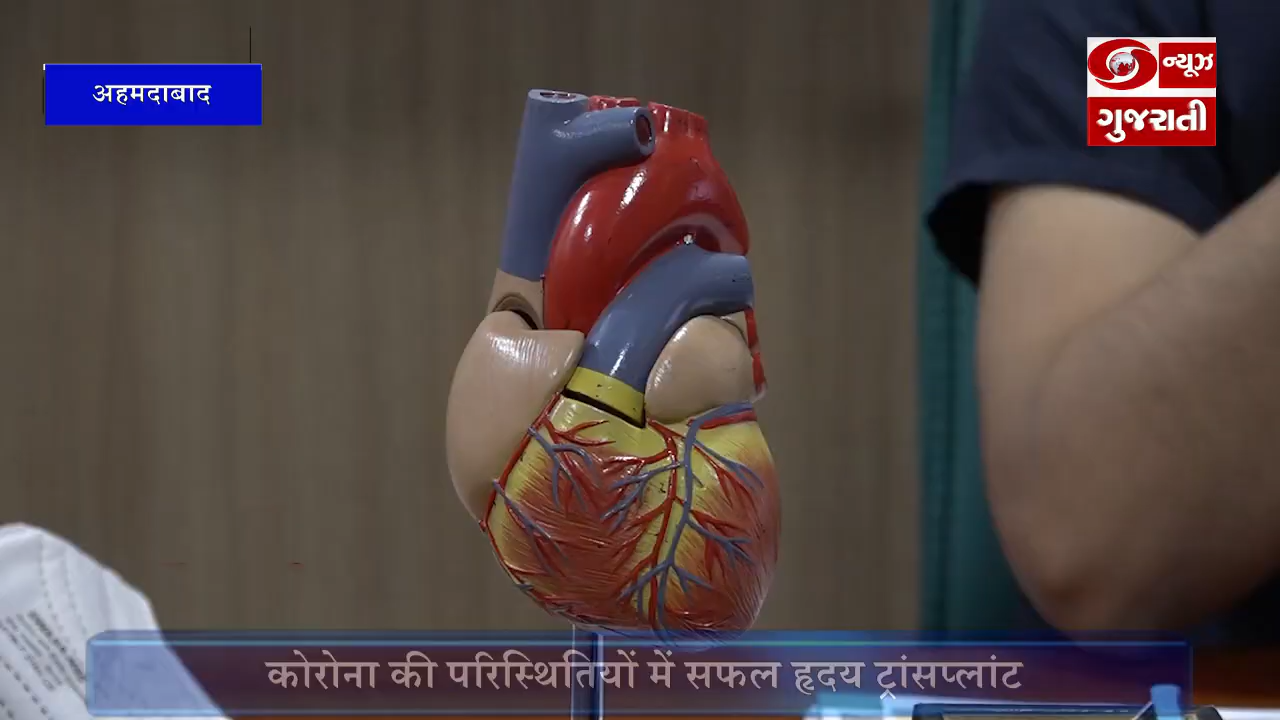 अहमदाबाद
ન્યૂઝ
ગુજરાતી
कोरोना की परिस्थितियों में सफल हृदय ट्रांसप्लांट